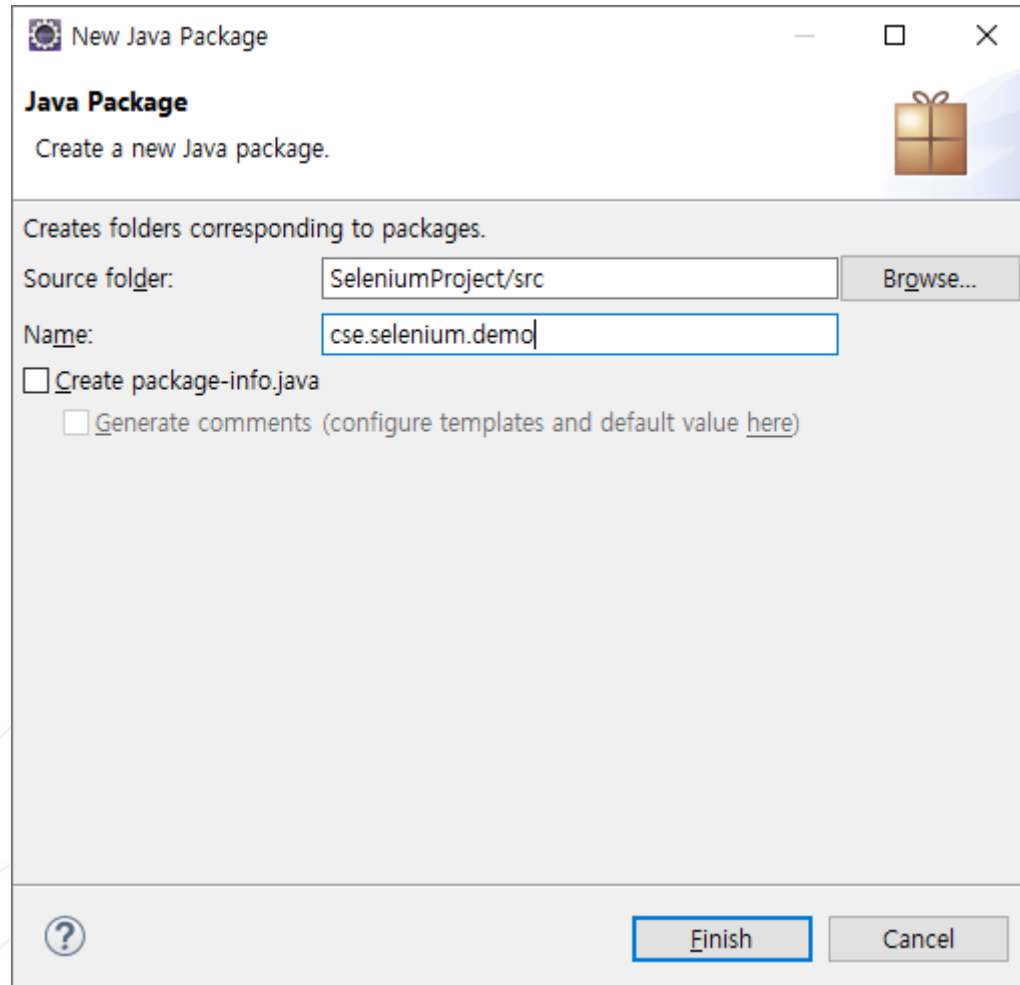 New Java Package
Java Package
Create a new Java package.
Creates folders corresponding to packages.
Source folder: SeleniumProject/src Browse...
Name: cse.selenium.demo
Create package-info.java
Generate comments (configure templates and default value here)
? Finish Cancel